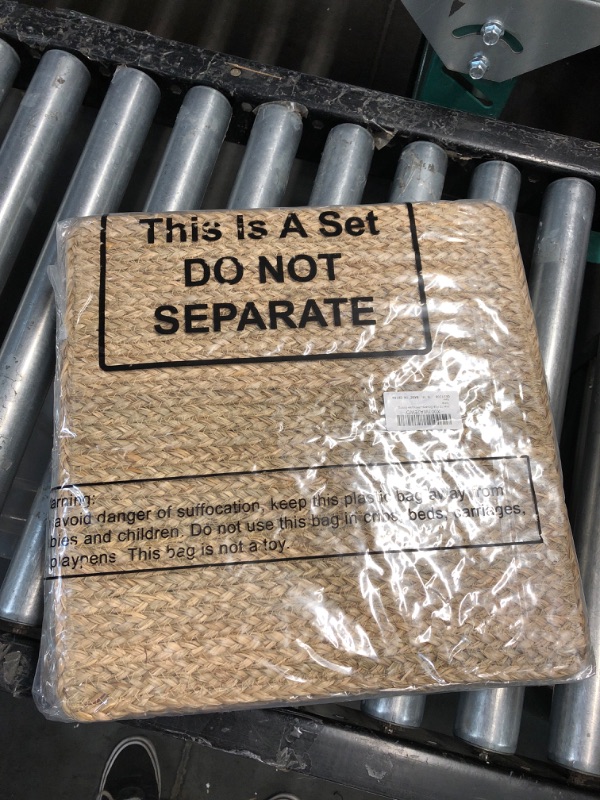 This Is A Set
DO NOT
SEPARATE
arning:
avoid danger of suffocation, keep this plastic bag away from
bies and children. Do not use this bag in cribs, beds, carriages,
playpens. This bag is not a toy.